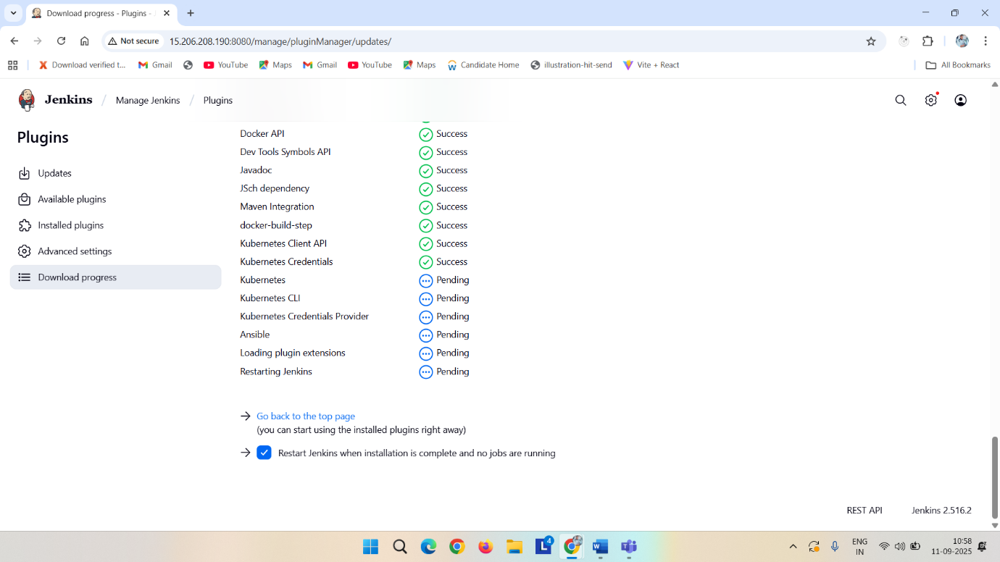 Download progress - Plugins -
Not secure
15.206.208.190:8080/manage/pluginManager/updates/
Download verified t...
Gmail
YouTube
Maps
Gmail
YouTube
Maps
Candidate Home
illustration-hit-send
Vite + React
All Bookmarks
Jenkins / Manage Jenkins / Plugins
Plugins
Updates
Available plugins
Installed plugins
Advanced settings
Download progress
Docker API Success
Dev Tools Symbols API Success
Javadoc Success
JSch dependency Success
Maven Integration Success
docker-build-step Success
Kubernetes Client API Success
Kubernetes Credentials Success
Kubernetes Pending
Kubernetes CLI Pending
Kubernetes Credentials Provider Pending
Ansible Pending
Loading plugin extensions Pending
Restarting Jenkins Pending
→ Go back to the top page
(you can start using the installed plugins right away)
→ Restart Jenkins when installation is complete and no jobs are running
REST API
Jenkins 2.516.2
L
4
W
ENG
IN
10:58
11-09-2025